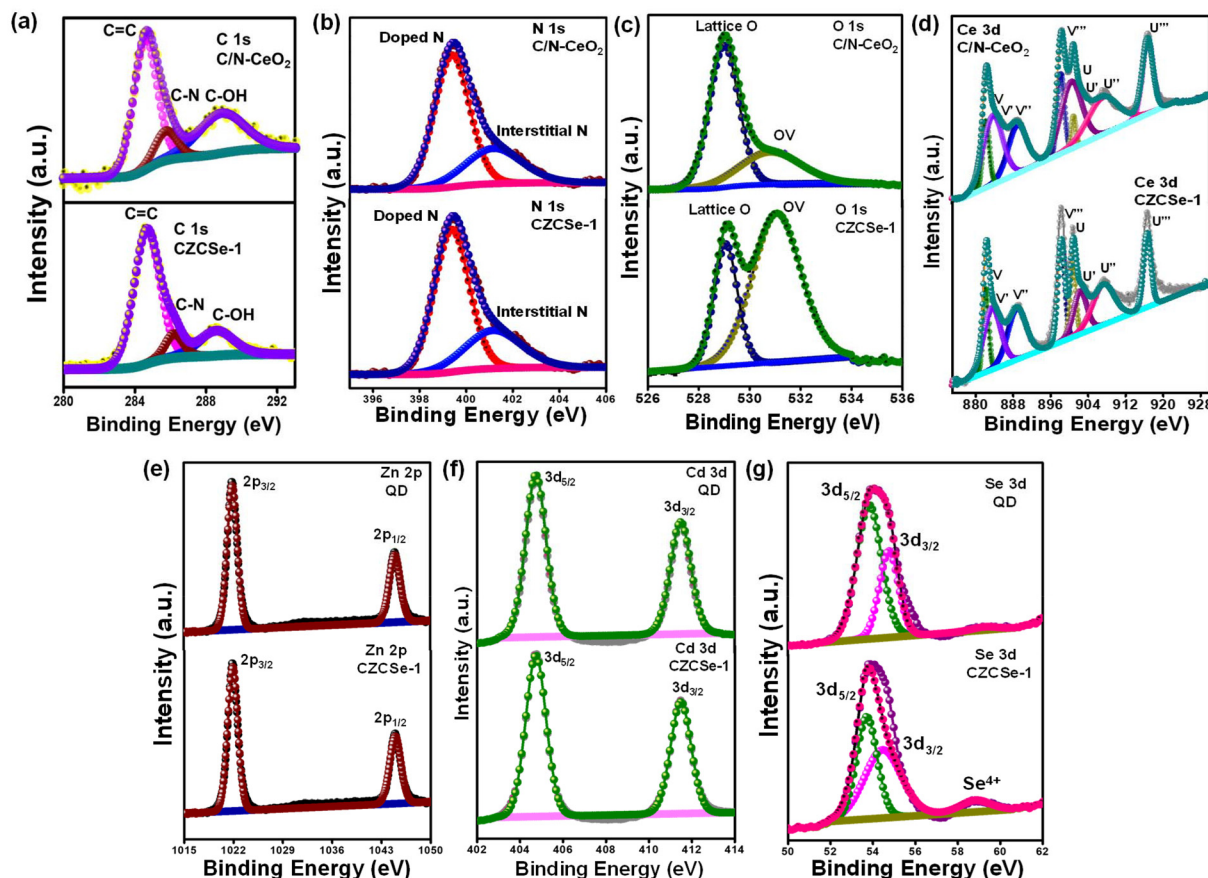 (a)
C=C
C 1s
C/N-CeO₂
C-N C-OH
C=C
C 1s
CZCSe-1
C-N
C-OH
Intensity (a.u.)
280 284 288 292
Binding Energy (eV)
(b)
Doped N
N 1s
C/N-CeO₂
Interstitial N
N 1s
CZCSe-1
Doped N
Interstitial N
Intensity (a.u.)
396 398 400 402 404 406
Binding Energy (eV)
(c)
Lattice O
O 1s
C/N-CeO₂
OV
Lattice O
OV
O 1s
CZCSe-1
Intensity (a.u.)
526 528 530 532 534 536
Binding Energy (eV)
(d)
Ce 3d
C/N-CeO₂
V'''
U'''
U
V
V' V''
U'
U''
Ce 3d
CZCSe-1
V'''
U'''
U
V
V'
V''
U'
U''
Intensity (a.u.)
880 888 896 904 912 920 928
Binding Energy (eV)
(e)
2p₃/₂
Zn 2p
QD
2p₁/₂
2p₃/₂
Zn 2p
CZCSe-1
2p₁/₂
Intensity (a.u.)
1015 1022 1029 1036 1043 1050
Binding Energy (eV)
(f)
3d₅/₂
Cd 3d
QD
3d₃/₂
3d₅/₂
Cd 3d
CZCSe-1
3d₃/₂
Intensity (a.u.)
402 404 406 408 410 412 414
Binding Energy (eV)
(g)
3d₅/₂
Se 3d
QD
3d₃/₂
Se 3d
CZCSe-1
3d₅/₂
3d₃/₂
Se⁴⁺
Intensity (a.u.)
50 52 54 56 58 60 62
Binding Energy (eV)